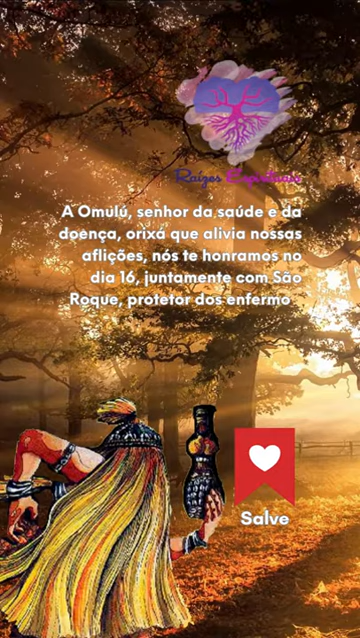 Raízes Espirituais
A Omulú, senhor da saúde e da
doença, orixá que alivia nossas
aflições, nós te honramos no
dia 16, juntamente com São
Roque, protetor dos enfermo
Salve